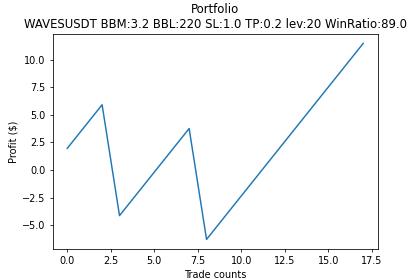 Portfolio
WAVESUSDT BBM:3.2 BBL:220 SL:1.0 TP:0.2 lev:20 WinRatio:89.0
10.0
7.5
5.0
2.5
0.0
−2.5
−5.0
Profit ($)
0.0 2.5 5.0 7.5 10.0 12.5 15.0 17.5
Trade counts